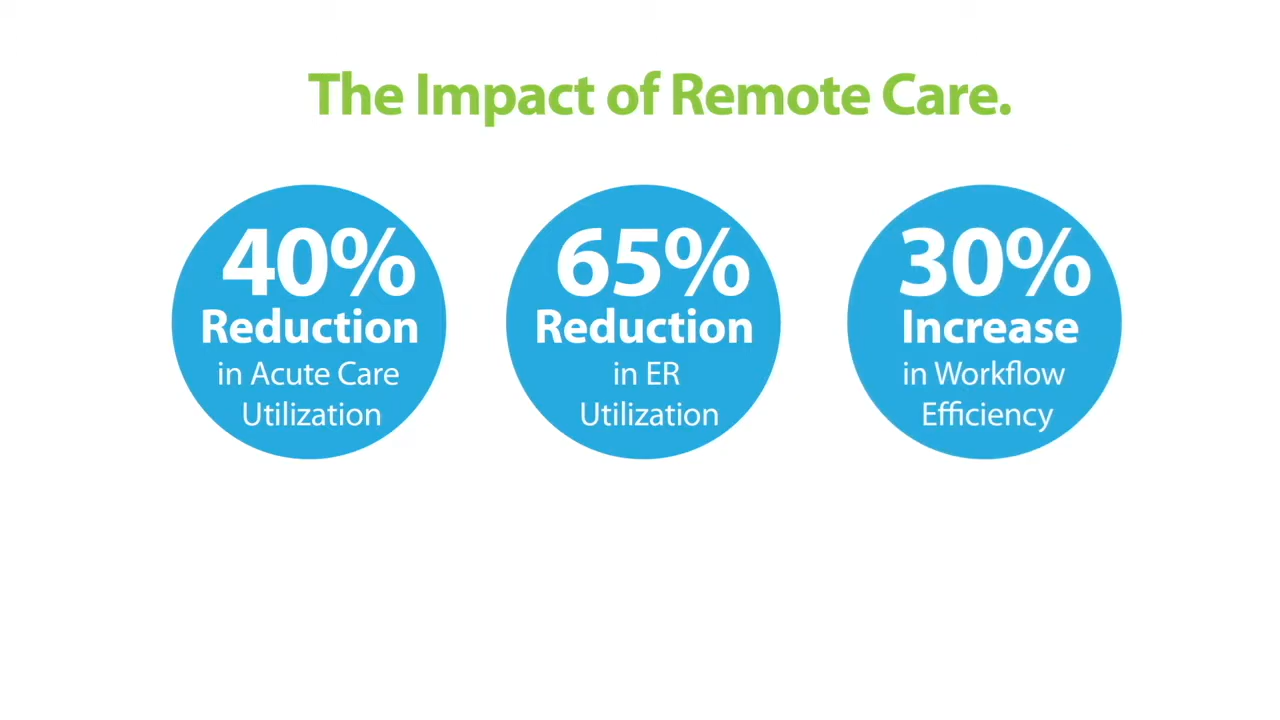 The Impact of Remote Care.
40%
Reduction
in Acute Care
Utilization
65%
Reduction
in ER
Utilization
30%
Increase
in Workflow
Efficiency